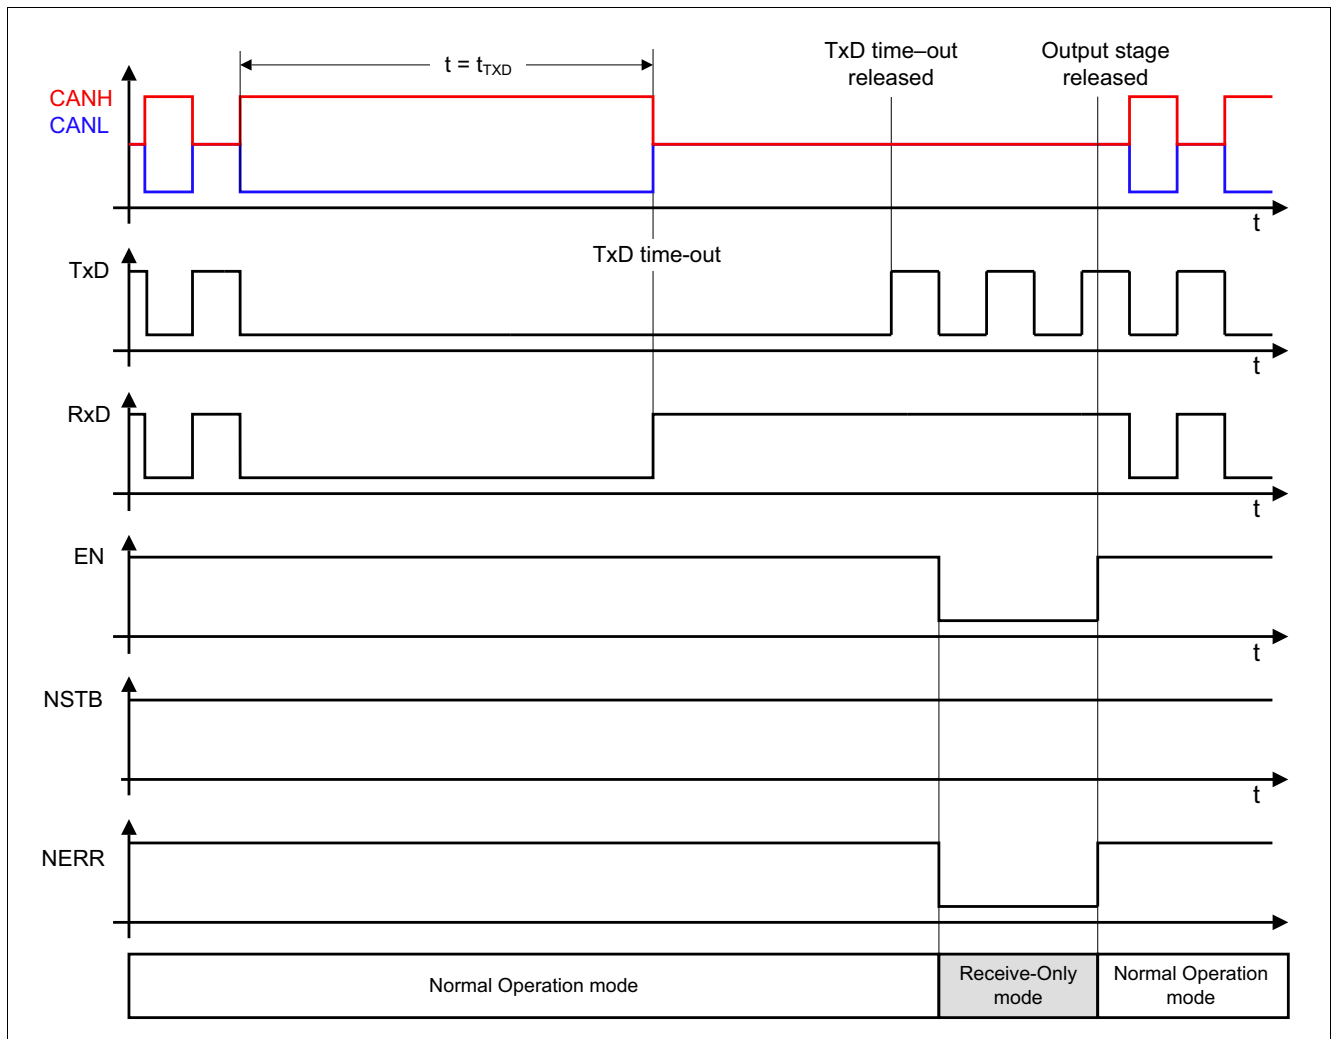 TxD time–out
released
Output stage
released
t = tTXD
CANH
CANL
t
TxD time-out
TxD
t
RxD
t
EN
t
NSTB
t
NERR
Normal Operation mode
Receive-Only
mode
Normal Operation
mode